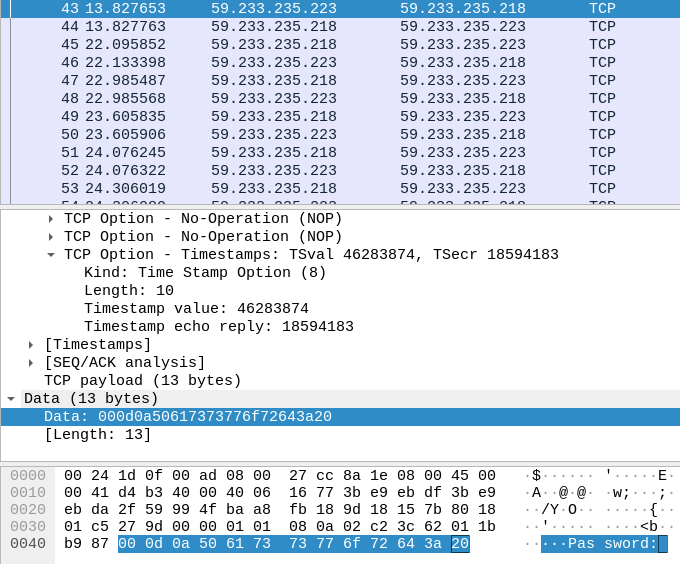 43 13.827653 59.233.235.223 59.233.235.218 TCP
44 13.827763 59.233.235.218 59.233.235.223 TCP
45 22.095852 59.233.235.218 59.233.235.223 TCP
46 22.133398 59.233.235.223 59.233.235.218 TCP
47 22.985487 59.233.235.218 59.233.235.223 TCP
48 22.985568 59.233.235.223 59.233.235.218 TCP
49 23.605835 59.233.235.218 59.233.235.223 TCP
50 23.605906 59.233.235.223 59.233.235.218 TCP
51 24.076245 59.233.235.218 59.233.235.223 TCP
52 24.076322 59.233.235.223 59.233.235.218 TCP
53 24.306019 59.233.235.218 59.233.235.223 TCP
TCP Option - No-Operation (NOP)
TCP Option - No-Operation (NOP)
TCP Option - Timestamps: TSval 46283874, TSecr 18594183
Kind: Time Stamp Option (8)
Length: 10
Timestamp value: 46283874
Timestamp echo reply: 18594183
[Timestamps]
[SEQ/ACK analysis]
TCP payload (13 bytes)
Data (13 bytes)
Data: 000d0a50617373776f72643a20
[Length: 13]
0000 00 24 1d 0f 00 ad 08 00 27 cc 8a 1e 08 00 45 00 ·$······ '·····E·
0010 00 41 d4 b3 40 00 40 06 16 77 3b e9 eb df 3b e9 ·A··@·@· ·w;···;·
0020 eb da 2f 59 99 4f ba a8 fb 18 9d 18 15 7b 80 18 ··/Y·O·· ·····{··
0030 01 c5 27 9d 00 00 01 01 08 0a 02 c2 3c 62 01 1b ··'····· ····<b··
0040 b9 87 00 0d 0a 50 61 73 73 77 6f 72 64 3a 20 ·····Pas sword: